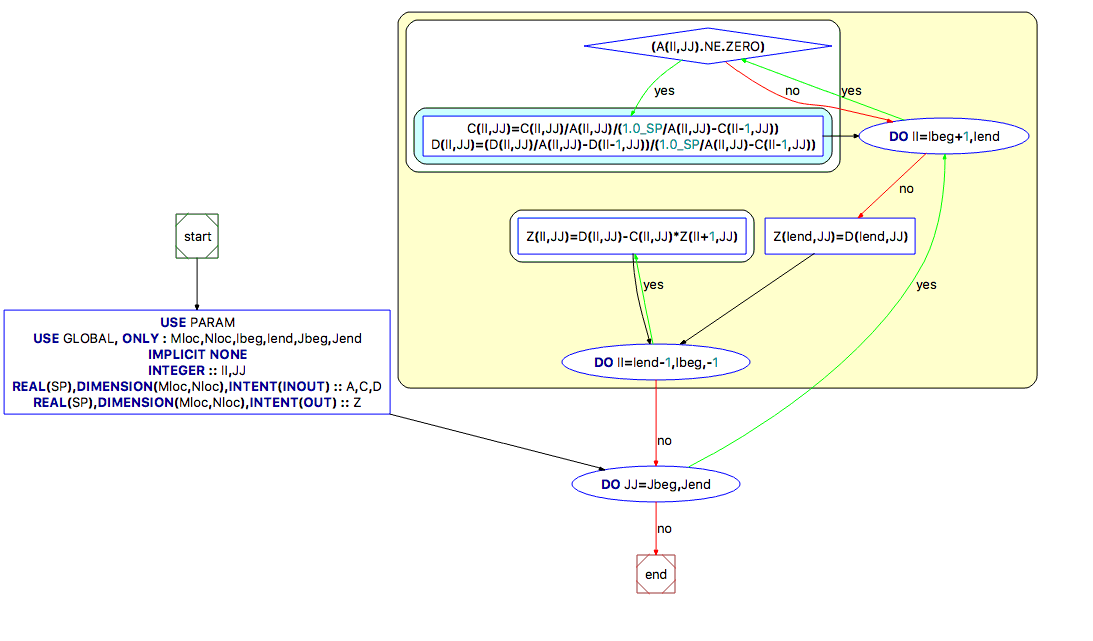 (A(II,JJ).NE.ZERO)
yes
no
yes
C(II,JJ)=C(II,JJ)/A(II,JJ)/(1.0_SP/A(II,JJ)-C(II-1,JJ))
D(II,JJ)=(D(II,JJ)/A(II,JJ)-D(II-1,JJ))/(1.0_SP/A(II,JJ)-C(II-1,JJ))
DO II=Ibeg+1,Iend
no
start
Z(II,JJ)=D(II,JJ)-C(II,JJ)*Z(II+1,JJ)
Z(Iend,JJ)=D(Iend,JJ)
yes
yes
USE PARAM
USE GLOBAL, ONLY : Mloc,Nloc,Ibeg,Iend,Jbeg,Jend
IMPLICIT NONE
INTEGER :: II,JJ
REAL(SP),DIMENSION(Mloc,Nloc),INTENT(INOUT) :: A,C,D
REAL(SP),DIMENSION(Mloc,Nloc),INTENT(OUT) :: Z
DO II=Iend-1,Ibeg,-1
no
DO JJ=Jbeg,Jend
no
end